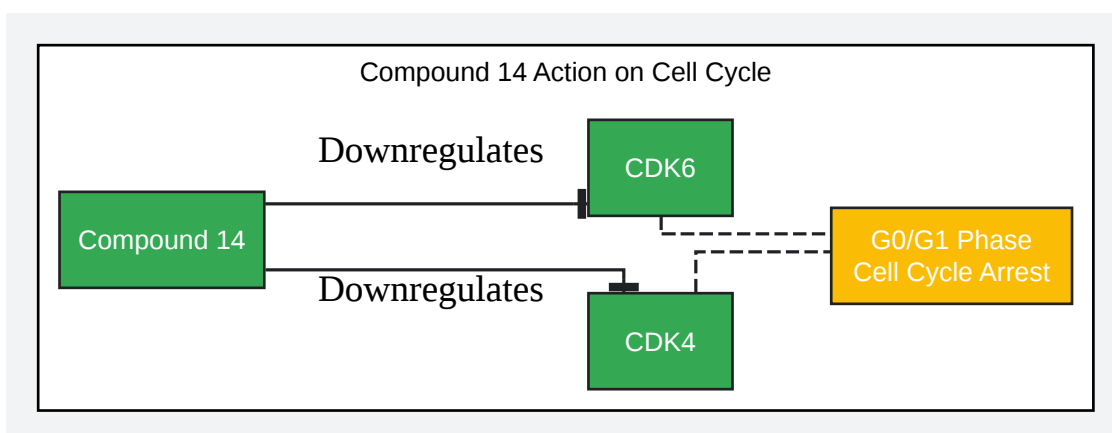 Compound 14 Action on Cell Cycle
Downregulates
CDK6
Compound 14
G0/G1 Phase
Cell Cycle Arrest
Downregulates
CDK4